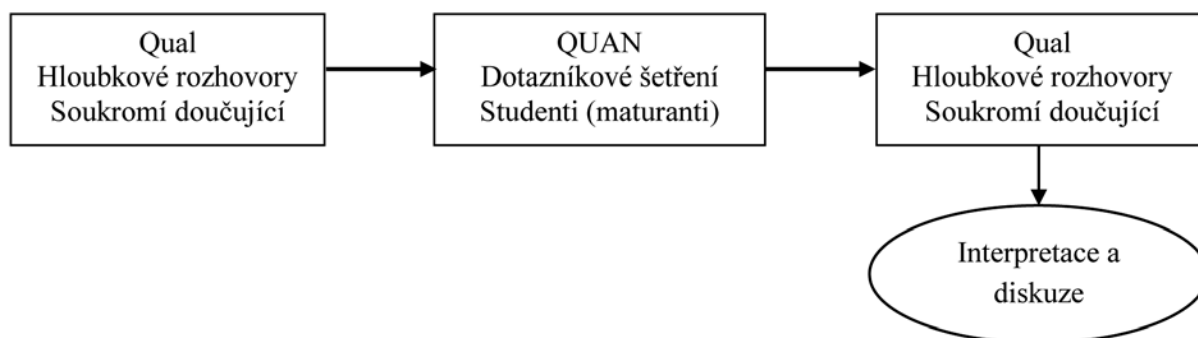 Qual
Hloubkové rozhovory
Soukromí doučující
QUAN
Dotazníkové šetření
Studenti (maturanti)
Qual
Hloubkové rozhovory
Soukromí doučující
Interpretace a
diskuze